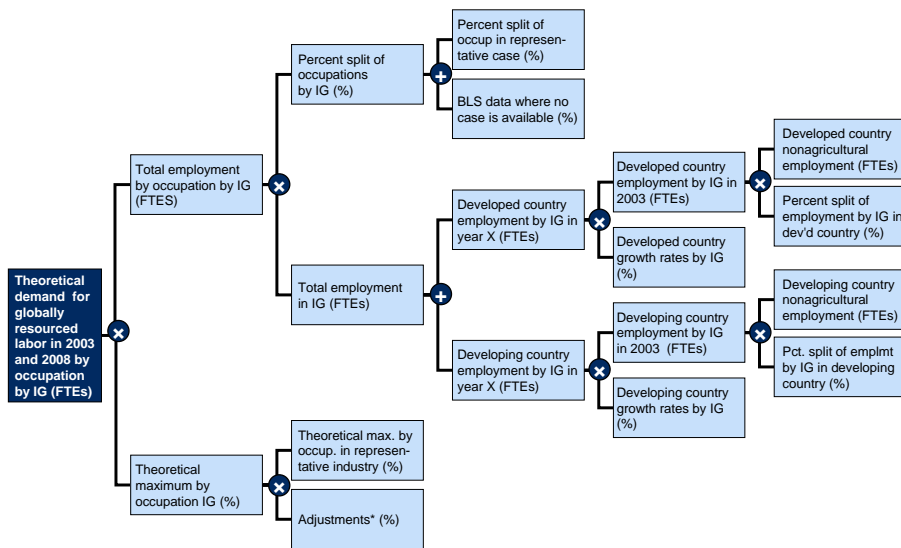 Theoretical
demand for
globally
resourced
labor in 2003
and 2008 by
occupation
by IG (FTEs)
×
Total employment
by occupation by IG
(FTES)
×
Percent split of
occupations
by IG (%)
+
Percent split of
occup in represen-
tative case (%)
BLS data where no
case is available (%)
Total employment
in IG (FTEs)
+
Developed country
employment by IG in
year X (FTEs)
×
Developed country
employment by IG in
2003 (FTEs)
×
Developed country
nonagricultural
employment (FTEs)
Percent split of
employment by IG in
dev'd country (%)
Developed country
growth rates by IG
(%)
Developing country
employment by IG in
year X (FTEs)
×
Developing country
employment by IG
in 2003 (FTEs)
×
Developing country
nonagricultural
employment (FTEs)
Pct. split of emplmt
by IG in developing
country (%)
Developing country
growth rates by IG
(%)
Theoretical
maximum by
occupation IG (%)
×
Theoretical max. by
occup. in represen-
tative industry (%)
Adjustments* (%)